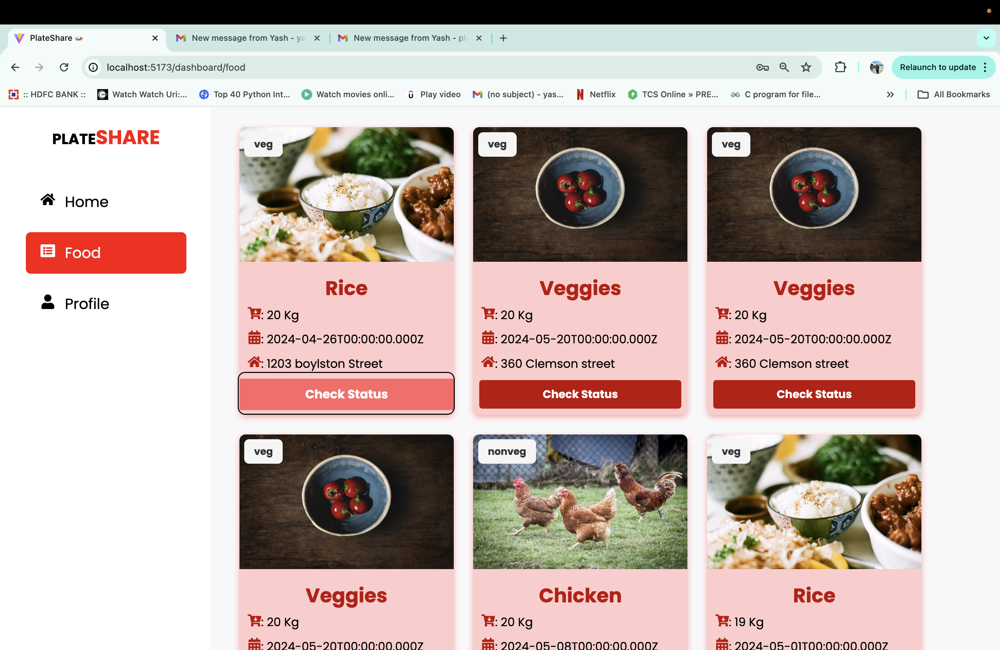 PlateShare
New message from Yash - ya
New message from Yash - pl
localhost:5173/dashboard/food
Relaunch to update
:: HDFC BANK ::
Watch Watch Uri:...
Top 40 Python Int...
Watch movies onli...
Play video
(no subject) - yas...
Netflix
TCS Online » PRE...
C program for file...
All Bookmarks
PLATESHARE
Home
Food
Profile
veg
Rice
: 20 Kg
: 2024-04-26T00:00:00.000Z
: 1203 boylston Street
Check Status
veg
Veggies
: 20 Kg
: 2024-05-20T00:00:00.000Z
: 360 Clemson street
Check Status
veg
Veggies
: 20 Kg
: 2024-05-20T00:00:00.000Z
: 360 Clemson street
Check Status
veg
Veggies
: 20 Kg
: 2024-05-20T00:00:00.000Z
nonveg
Chicken
: 20 Kg
: 2024-05-08T00:00:00.000Z
veg
Rice
: 19 Kg
: 2024-05-01T00:00:00.000Z